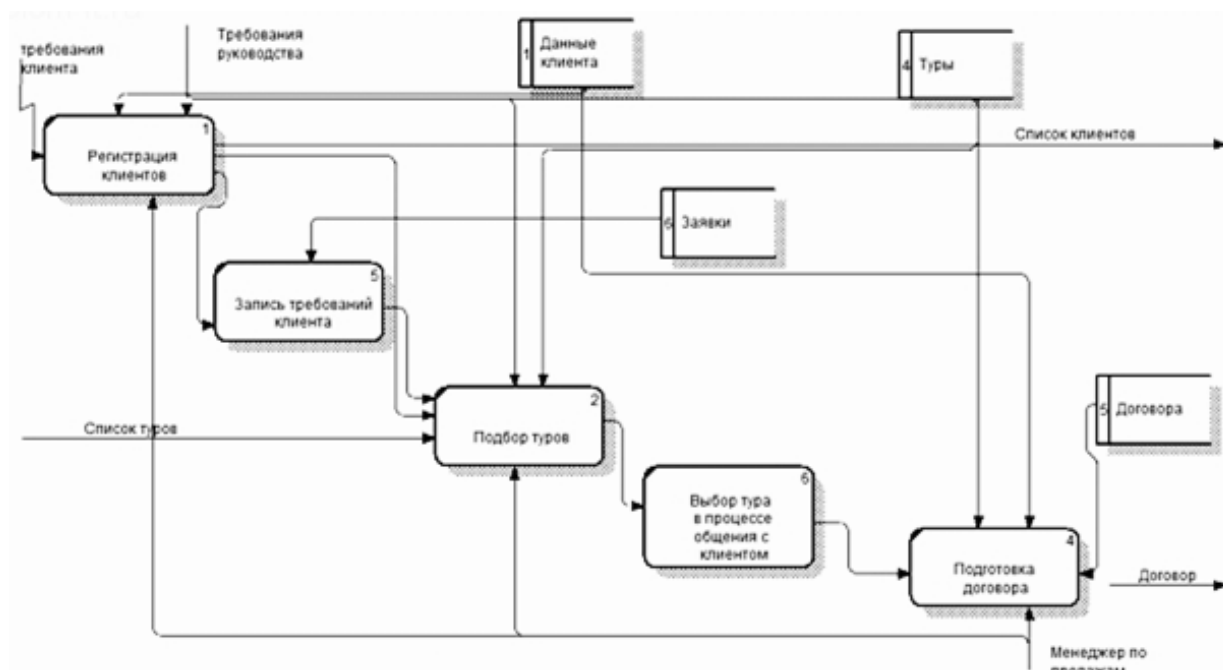 требования
клиента
Требования
руководства
1
Данные
клиента
4
Туры
1
Регистрация
клиентов
Список клиентов
6
Заявки
5
Запись требований
клиента
2
Подбор туров
Список туров
5
Договора
6
Выбор тура
в процессе
общения с
клиентом
4
Подготовка
договора
Договор
Менеджер по
продажам